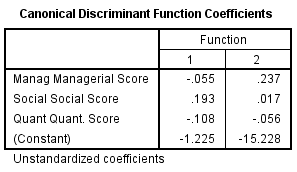 Canonical Discriminant Function Coefficients
Function
1 2
Manag Managerial Score -.055 .237
Social Social Score .193 .017
Quant Quant. Score -.108 -.056
(Constant) -1.225 -15.228
Unstandardized coefficients